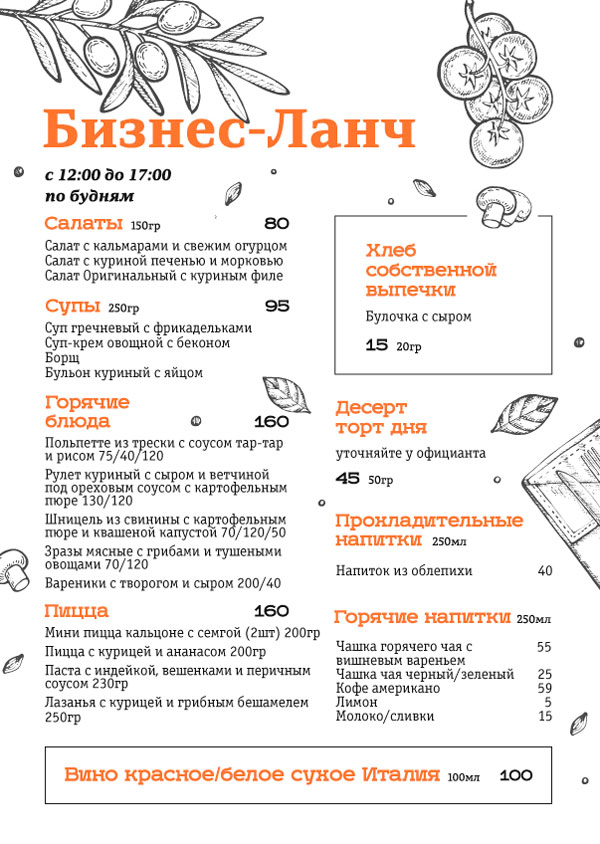 Бизнес-Ланч
с 12:00 до 17:00
по будням
Салаты 150гр 80
Салат с кальмарами и свежим огурцом
Салат с куриной печенью и морковью
Салат Оригинальный с куриным филе
Супы 250гр 95
Суп гречневый с фрикадельками
Суп-крем овощной с беконом
Борщ
Бульон куриный с яйцом
Горячие
блюда 160
Польпетте из трески с соусом тар-тар
и рисом 75/40/120
Рулет куриный с сыром и ветчиной
под ореховым соусом с картофельным
пюре 130/120
Шницель из свинины с картофельным
пюре и квашеной капустой 70/120/50
Зразы мясные с грибами и тушеными
овощами 70/120
Вареники с творогом и сыром 200/40
Пицца 160
Мини пицца кальцоне с семгой (2шт) 200гр
Пицца с курицей и ананасом 200гр
Паста с индейкой, вешенками и перичным
соусом 230гр
Лазанья с курицей и грибным бешамелем
250гр
Хлеб
собственной
выпечки
Булочка с сыром
15 20гр
Десерт
торт дня
уточняйте у официанта
45 50гр
Прохладительные
напитки 250мл
Напиток из облепихи 40
Горячие напитки 250мл
Чашка горячего чая с 55
вишневым вареньем
Чашка чая черный/зеленый 25
Кофе американо 59
Лимон 5
Молоко/сливки 15
Вино красное/белое сухое Италия 100мл 100